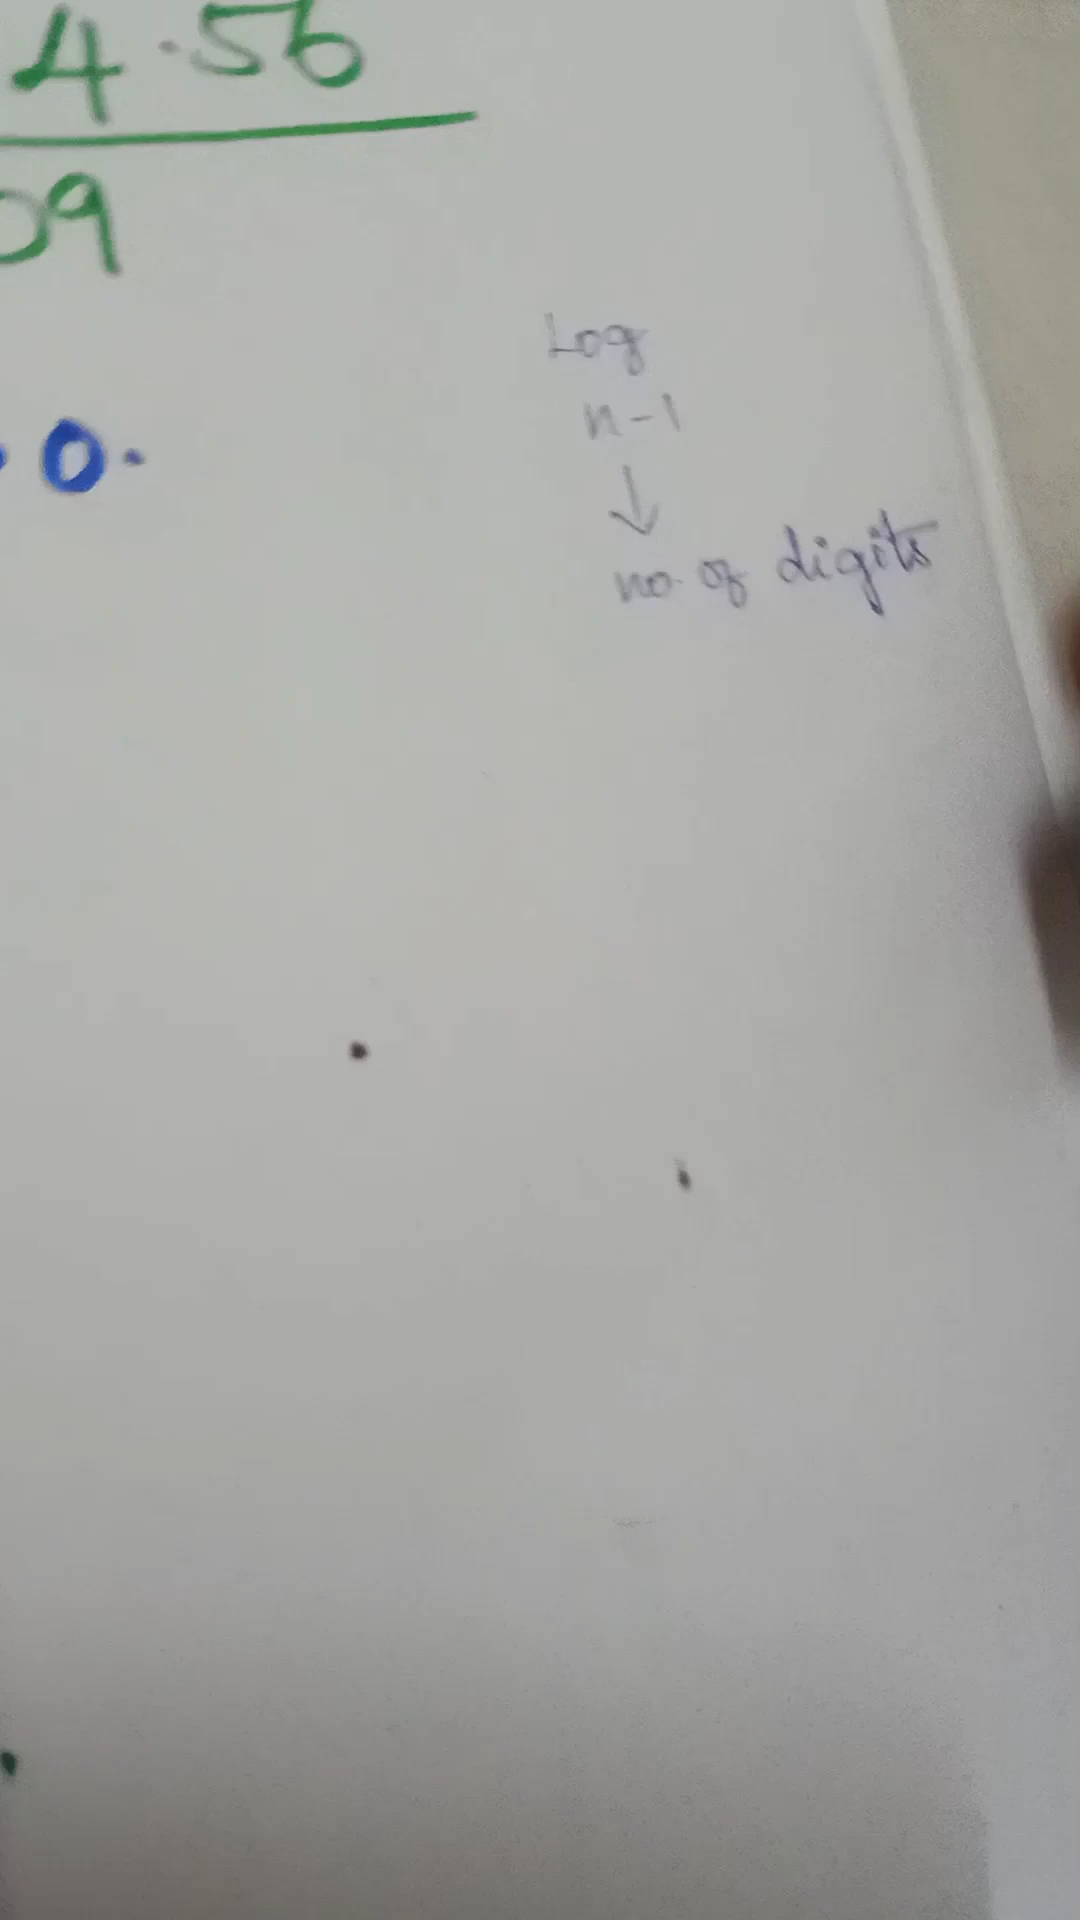 4.56
09
0.
Log
n-1
↓
no. of digits